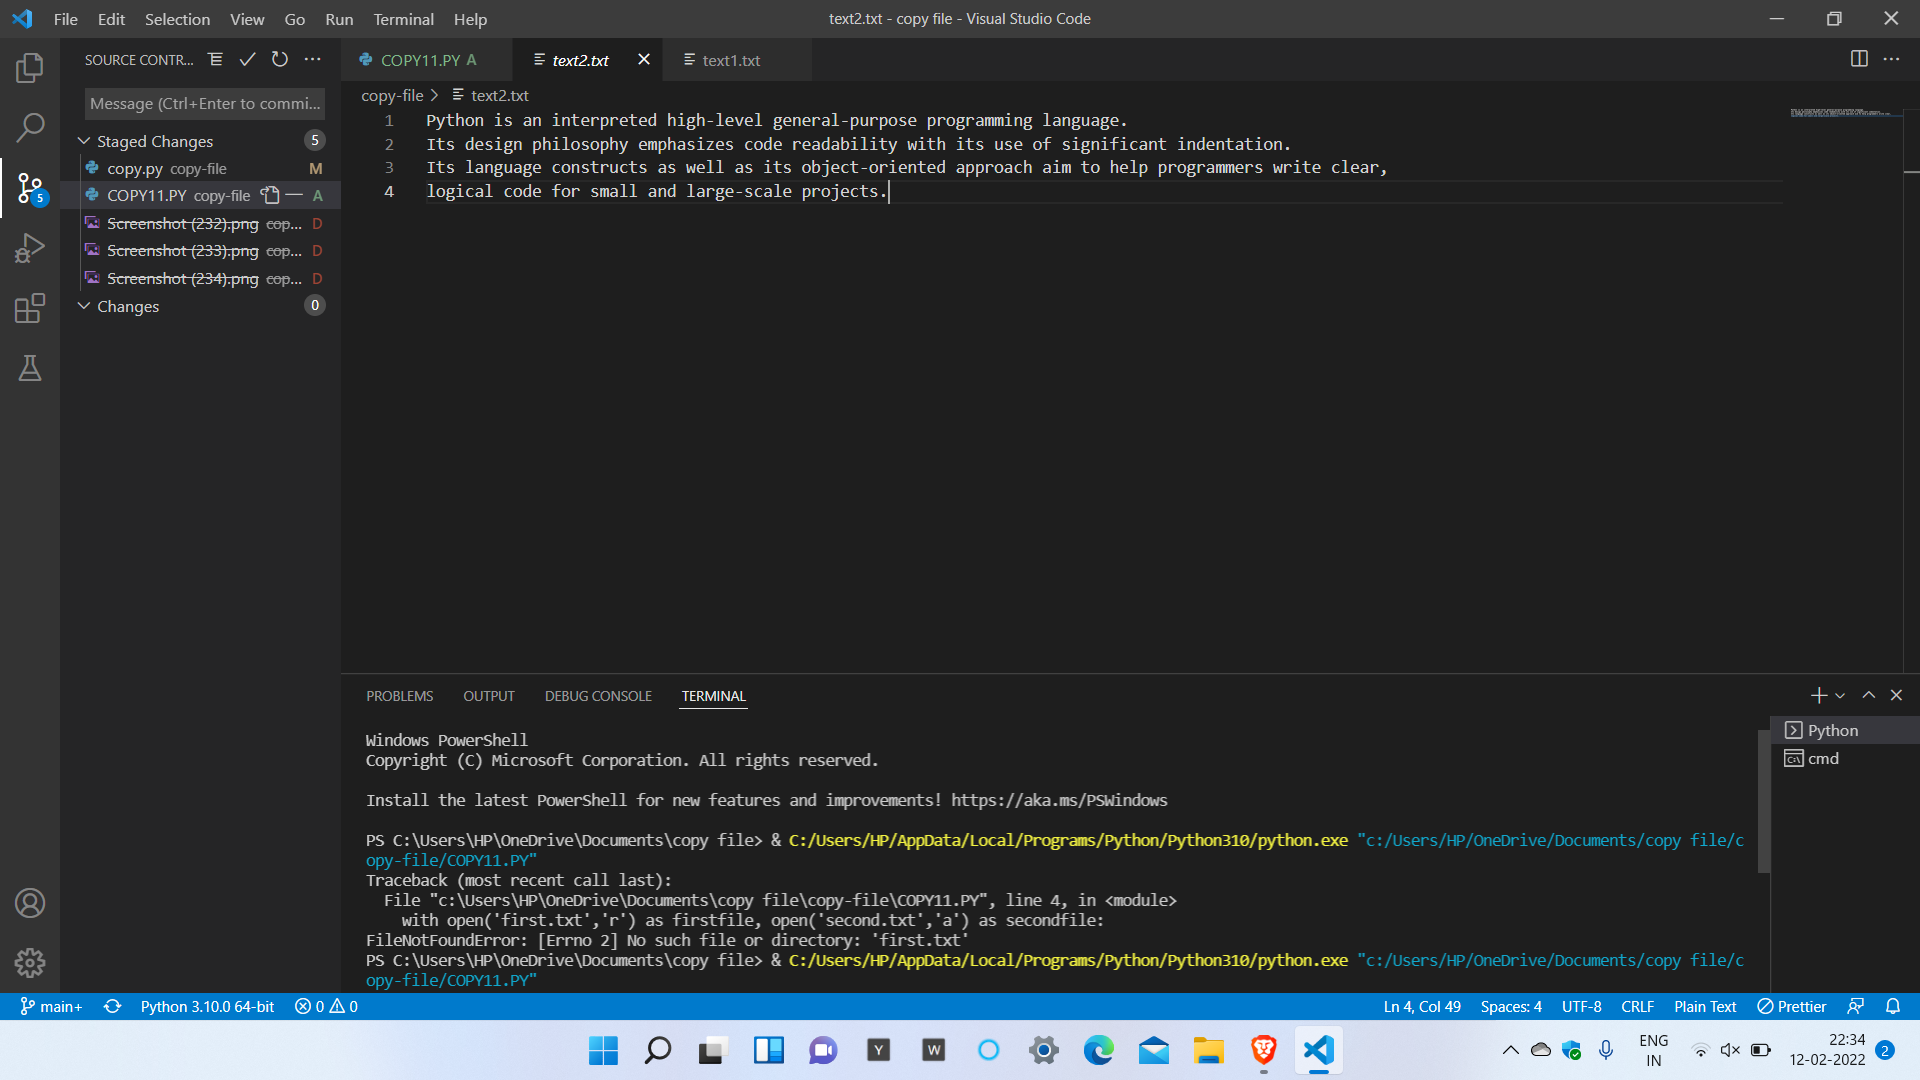 File Edit Selection View Go Run Terminal Help
text2.txt - copy file - Visual Studio Code
SOURCE CONTR...
COPY11.PY A
text2.txt
text1.txt
Message (Ctrl+Enter to commi...
copy-file > text2.txt
Staged Changes 5
copy.py copy-file M
COPY11.PY copy-file A
Screenshot (232).png cop... D
Screenshot (233).png cop... D
Screenshot (234).png cop... D
Changes 0
5
1 Python is an interpreted high-level general-purpose programming language.
2 Its design philosophy emphasizes code readability with its use of significant indentation.
3 Its language constructs as well as its object-oriented approach aim to help programmers write clear,
4 logical code for small and large-scale projects.
PROBLEMS OUTPUT DEBUG CONSOLE TERMINAL
Python
cmd
Windows PowerShell
Copyright (C) Microsoft Corporation. All rights reserved.
Install the latest PowerShell for new features and improvements! https://aka.ms/PSWindows
PS C:\Users\HP\OneDrive\Documents\copy file> & C:/Users/HP/AppData/Local/Programs/Python/Python310/python.exe "c:/Users/HP/OneDrive/Documents/copy file/c
opy-file/COPY11.PY"
Traceback (most recent call last):
File "c:\Users\HP\OneDrive\Documents\copy file\copy-file\COPY11.PY", line 4, in <module>
with open('first.txt','r') as firstfile, open('second.txt','a') as secondfile:
FileNotFoundError: [Errno 2] No such file or directory: 'first.txt'
PS C:\Users\HP\OneDrive\Documents\copy file> & C:/Users/HP/AppData/Local/Programs/Python/Python310/python.exe "c:/Users/HP/OneDrive/Documents/copy file/c
opy-file/COPY11.PY"
main+ Python 3.10.0 64-bit 0 0
Ln 4, Col 49 Spaces: 4 UTF-8 CRLF Plain Text Prettier
Y
W
ENG
IN
22:34
12-02-2022
2